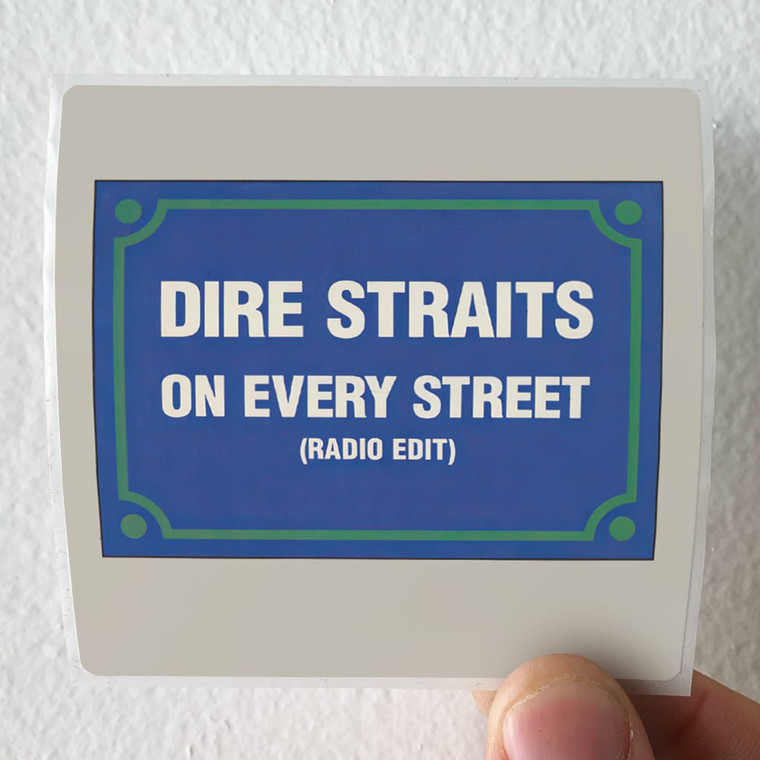 DIRE STRAITS
ON EVERY STREET
(RADIO EDIT)